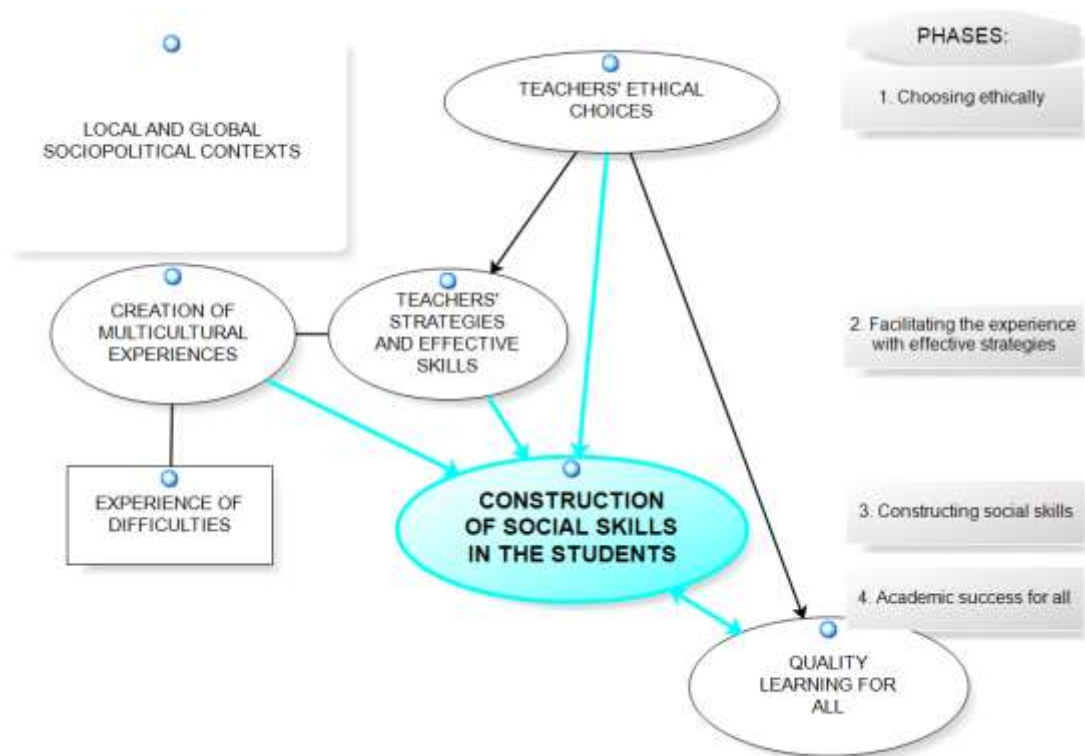 LOCAL AND GLOBAL
SOCIOPOLITICAL CONTEXTS
TEACHERS' ETHICAL
CHOICES
PHASES:
1. Choosing ethically
CREATION OF
MULTICULTURAL
EXPERIENCES
TEACHERS'
STRATEGIES
AND EFFECTIVE
SKILLS
2. Facilitating the experience
with effective strategies
EXPERIENCE OF
DIFFICULTIES
CONSTRUCTION
OF SOCIAL SKILLS
IN THE STUDENTS
3. Constructing social skills
4. Academic success for all
QUALITY
LEARNING FOR
ALL